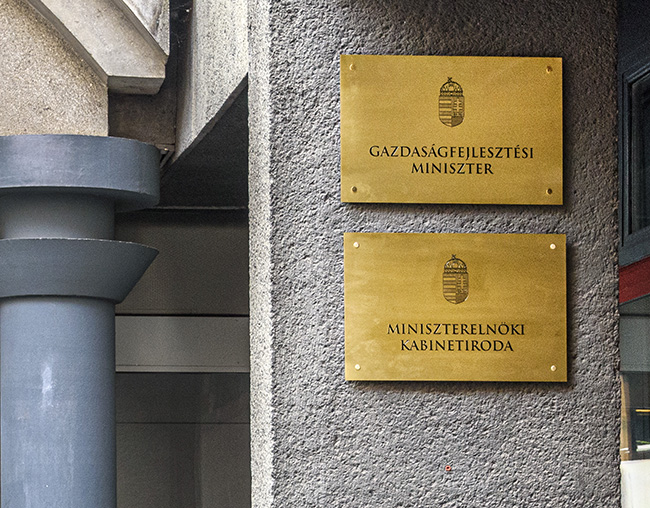 GAZDASÁGFEJLESZTÉSI
MINISZTER
MINISZTERELNÖKI
KABINETIRODA